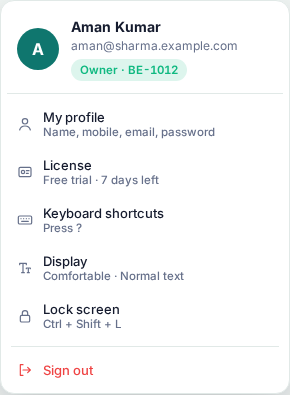 A
Aman Kumar
aman@sharma.example.com
Owner · BE-1012
My profile
Name, mobile, email, password
License
Free trial · 7 days left
Keyboard shortcuts
Press ?
Display
Comfortable · Normal text
Lock screen
Ctrl + Shift + L
Sign out